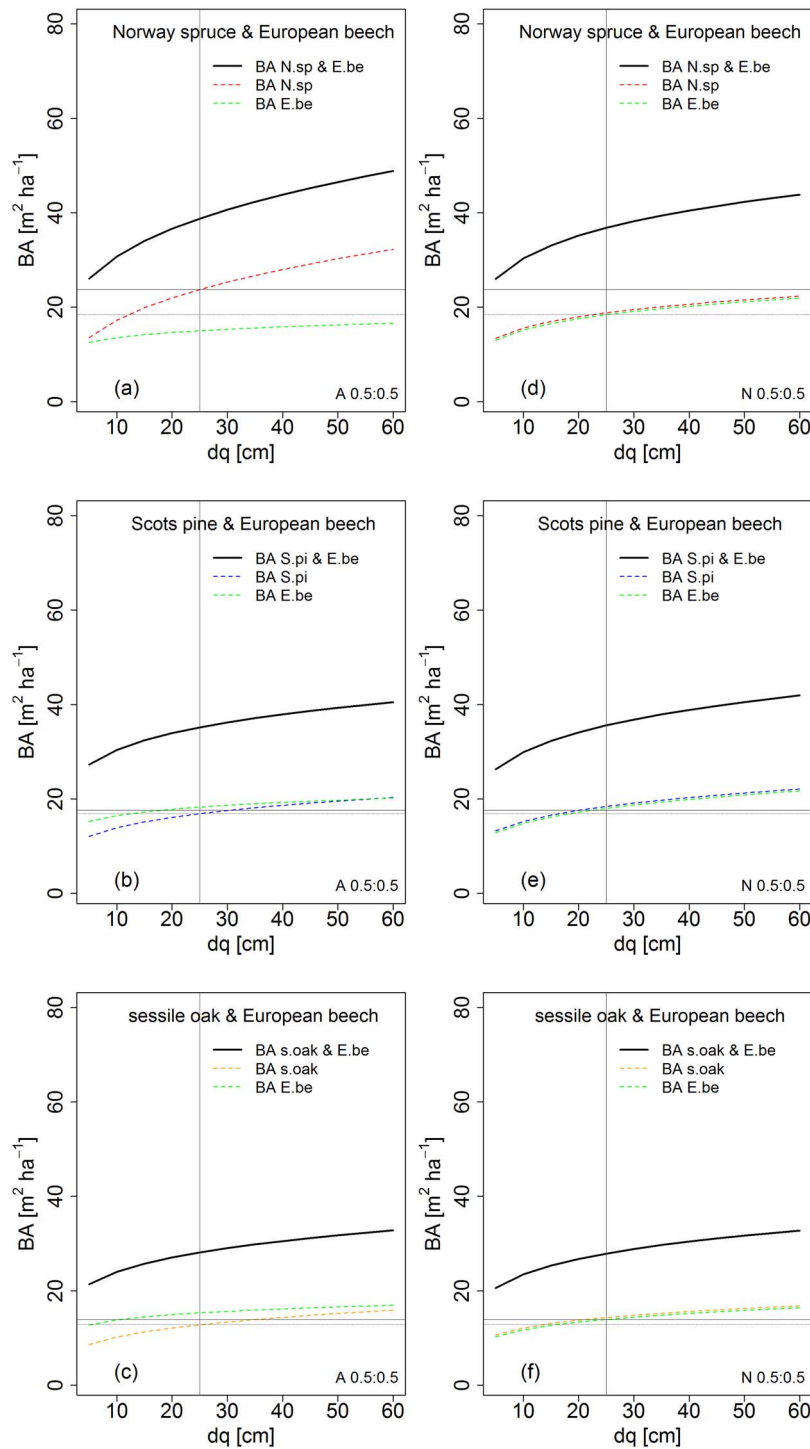 Norway spruce & European beech
BA N.sp & E.be
BA N.sp
BA E.be
BA [m² ha⁻¹]
0 20 40 60 80
(a)
A 0.5:0.5
10 20 30 40 50 60
dq [cm]
Norway spruce & European beech
BA N.sp & E.be
BA N.sp
BA E.be
BA [m² ha⁻¹]
0 20 40 60 80
(d)
N 0.5:0.5
10 20 30 40 50 60
dq [cm]
Scots pine & European beech
BA S.pi & E.be
BA S.pi
BA E.be
BA [m² ha⁻¹]
0 20 40 60 80
(b)
A 0.5:0.5
10 20 30 40 50 60
dq [cm]
Scots pine & European beech
BA S.pi & E.be
BA S.pi
BA E.be
BA [m² ha⁻¹]
0 20 40 60 80
(e)
N 0.5:0.5
10 20 30 40 50 60
dq [cm]
sessile oak & European beech
BA s.oak & E.be
BA s.oak
BA E.be
BA [m² ha⁻¹]
0 20 40 60 80
(c)
A 0.5:0.5
10 20 30 40 50 60
dq [cm]
sessile oak & European beech
BA s.oak & E.be
BA s.oak
BA E.be
BA [m² ha⁻¹]
0 20 40 60 80
(f)
N 0.5:0.5
10 20 30 40 50 60
dq [cm]